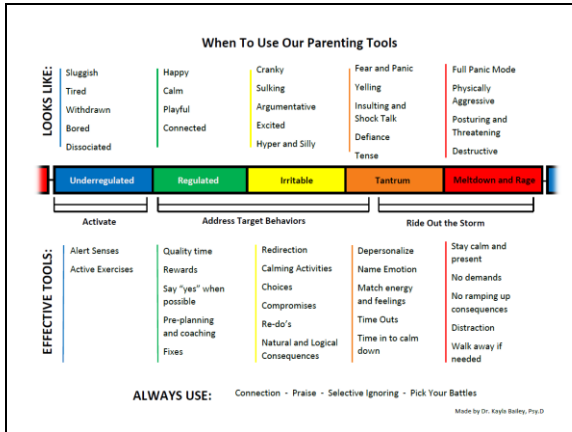 When To Use Our Parenting Tools
LOOKS LIKE:
Sluggish
Tired
Withdrawn
Bored
Dissociated
Happy
Calm
Playful
Connected
Cranky
Sulking
Argumentative
Excited
Hyper and Silly
Fear and Panic
Yelling
Insulting and
Shock Talk
Defiance
Tense
Full Panic Mode
Physically
Aggressive
Posturing and
Threatening
Destructive
Underregulated
Regulated
Irritable
Tantrum
Meltdown and Rage
Activate
Address Target Behaviors
Ride Out the Storm
EFFECTIVE TOOLS:
Alert Senses
Active Exercises
Quality time
Rewards
Say "yes" when
possible
Pre-planning
and coaching
Fixes
Redirection
Calming Activities
Choices
Compromises
Re-do's
Natural and Logical
Consequences
Depersonalize
Name Emotion
Match energy
and feelings
Time Outs
Time in to calm
down
Stay calm and
present
No demands
No ramping up
consequences
Distraction
Walk away if
needed
ALWAYS USE: Connection - Praise - Selective Ignoring - Pick Your Battles
Made by Dr. Kayla Bailey, Psy.D